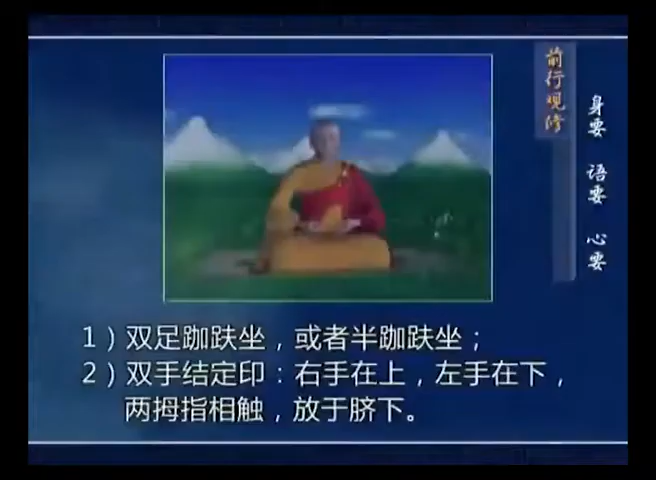 前行观修
身要 语要 心要
1）双足跏趺坐，或者半跏趺坐；
2）双手结定印：右手在上，左手在下，
两拇指相触，放于脐下。